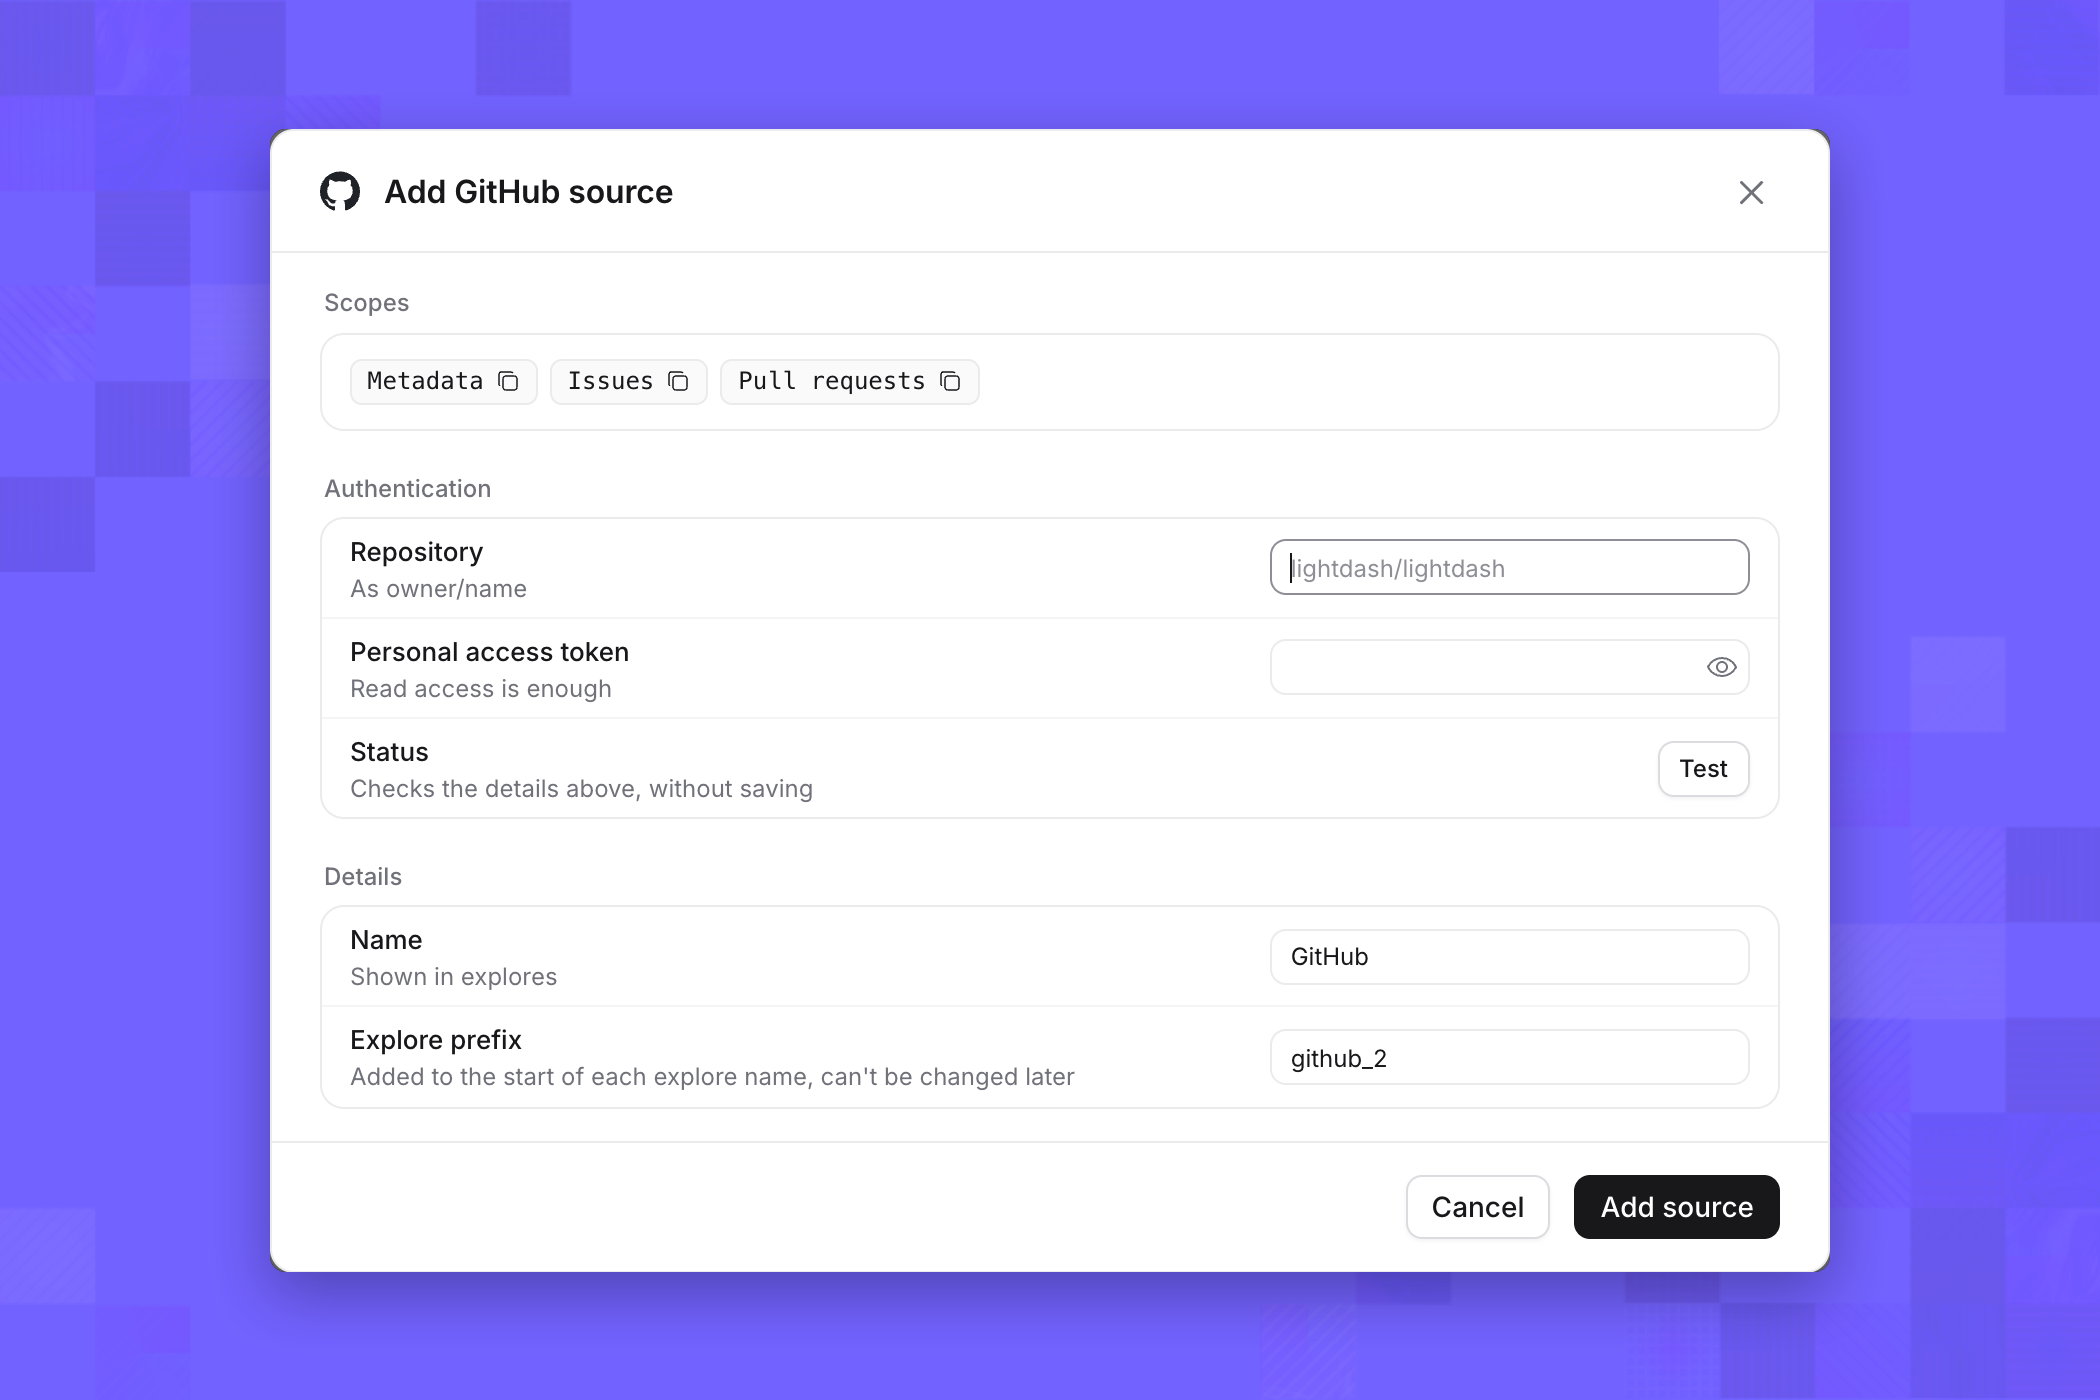 Add GitHub source
Scopes
Metadata Issues Pull requests
Authentication
Repository
As owner/name
lightdash/lightdash
Personal access token
Read access is enough
Status
Checks the details above, without saving
Test
Details
Name
Shown in explores
GitHub
Explore prefix
Added to the start of each explore name, can't be changed later
github_2
Cancel Add source